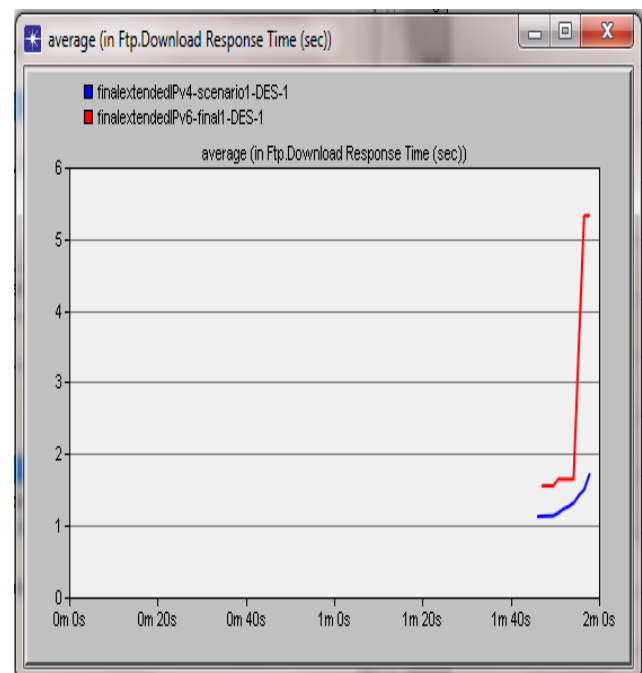 average (in Ftp.Download Response Time (sec))
finalextendedIPv4-scenario1-DES-1
finalextendedIPv6-final1-DES-1
average (in Ftp.Download Response Time (sec))
6
5
4
3
2
1
0
0m 0s 0m 20s 0m 40s 1m 0s 1m 20s 1m 40s 2m 0s